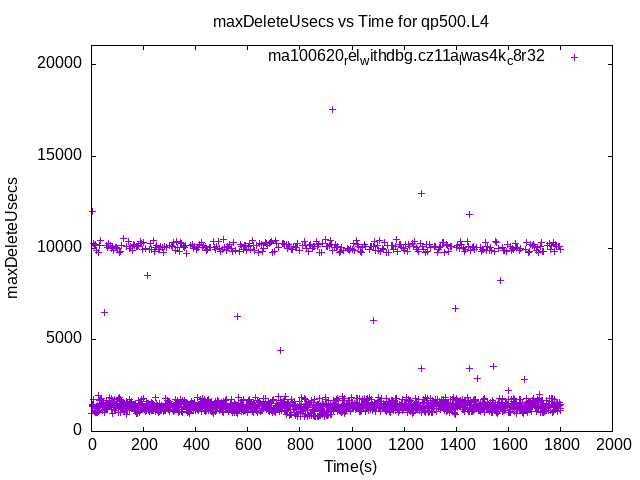 maxDeleteUsecs vs Time for qp500.L4
ma100620relwithdbg.cz11alwas4kc8r32
20000
15000
10000
5000
0
maxDeleteUsecs
0 200 400 600 800 1000 1200 1400 1600 1800 2000
Time(s)